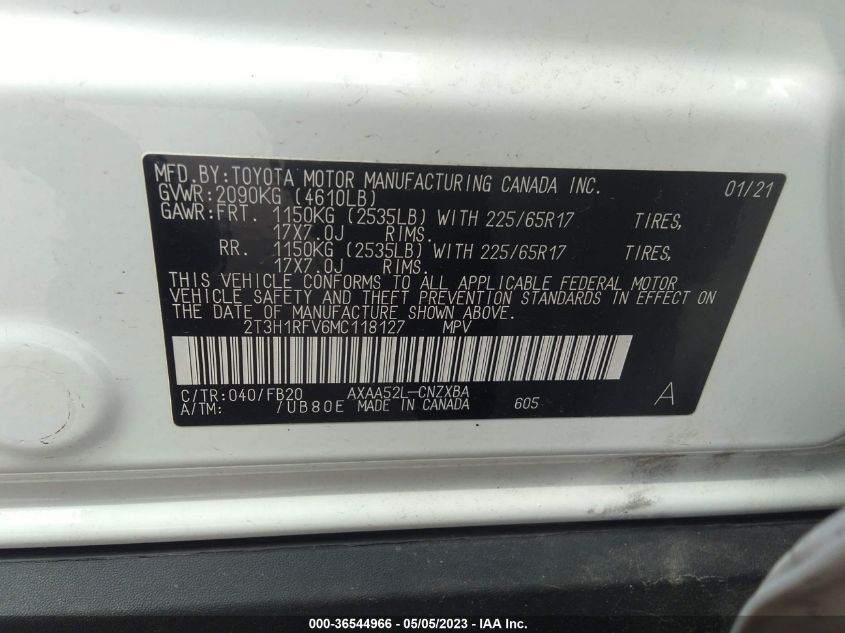 MFD.BY:TOYOTA MOTOR MANUFACTURING CANADA INC. 01/21
GVWR:2090KG (4610LB)
GAWR:FRT. 1150KG (2535LB) WITH 225/65R17 TIRES,
17X7.0J RIMS.
RR. 1150KG (2535LB) WITH 225/65R17 TIRES,
17X7.0J RIMS.
THIS VEHICLE CONFORMS TO ALL APPLICABLE FEDERAL MOTOR
VEHICLE SAFETY AND THEFT PREVENTION STANDARDS IN EFFECT ON
THE DATE OF MANUFACTURE SHOWN ABOVE.
2T3H1RFV6MC118127 MPV
C/TR:040/FB20 AXAA52L-CNZXBA A
A/TM: /UB80E MADE IN CANADA 605
000-36544966 - 05/05/2023 - IAA Inc.